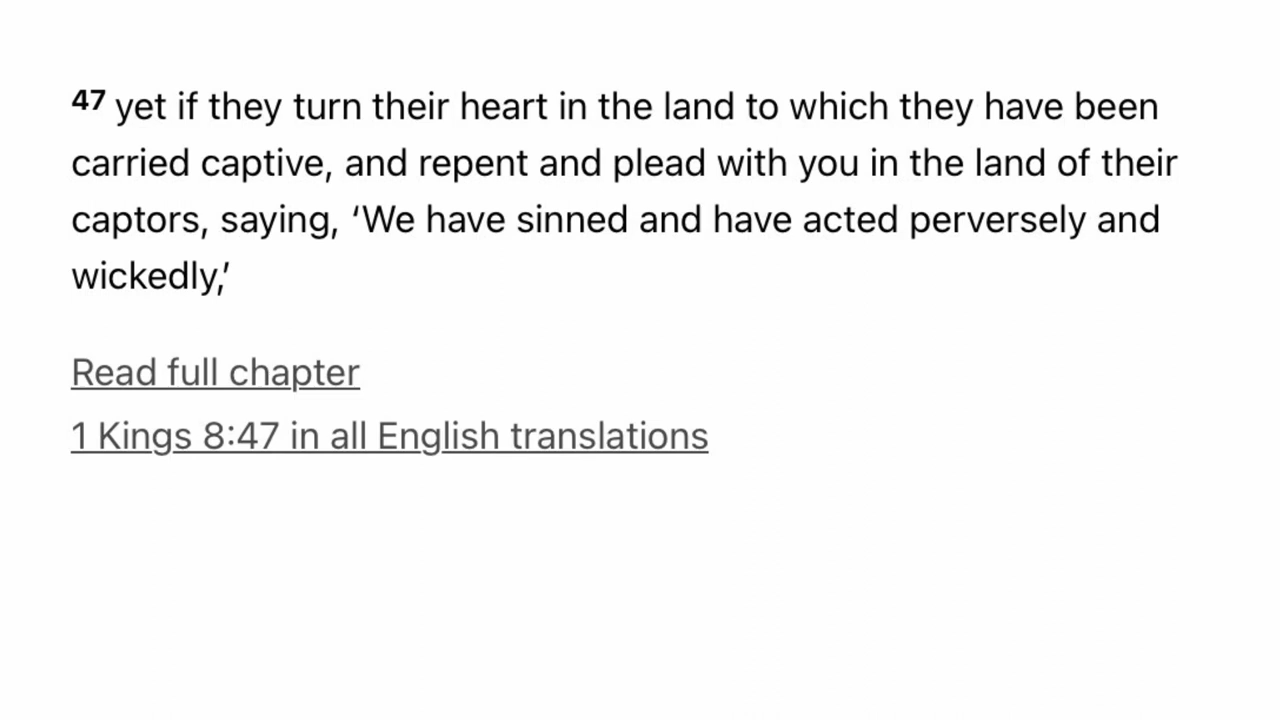 47 yet if they turn their heart in the land to which they have been
carried captive, and repent and plead with you in the land of their
captors, saying, ‘We have sinned and have acted perversely and
wickedly,’
Read full chapter
1 Kings 8:47 in all English translations